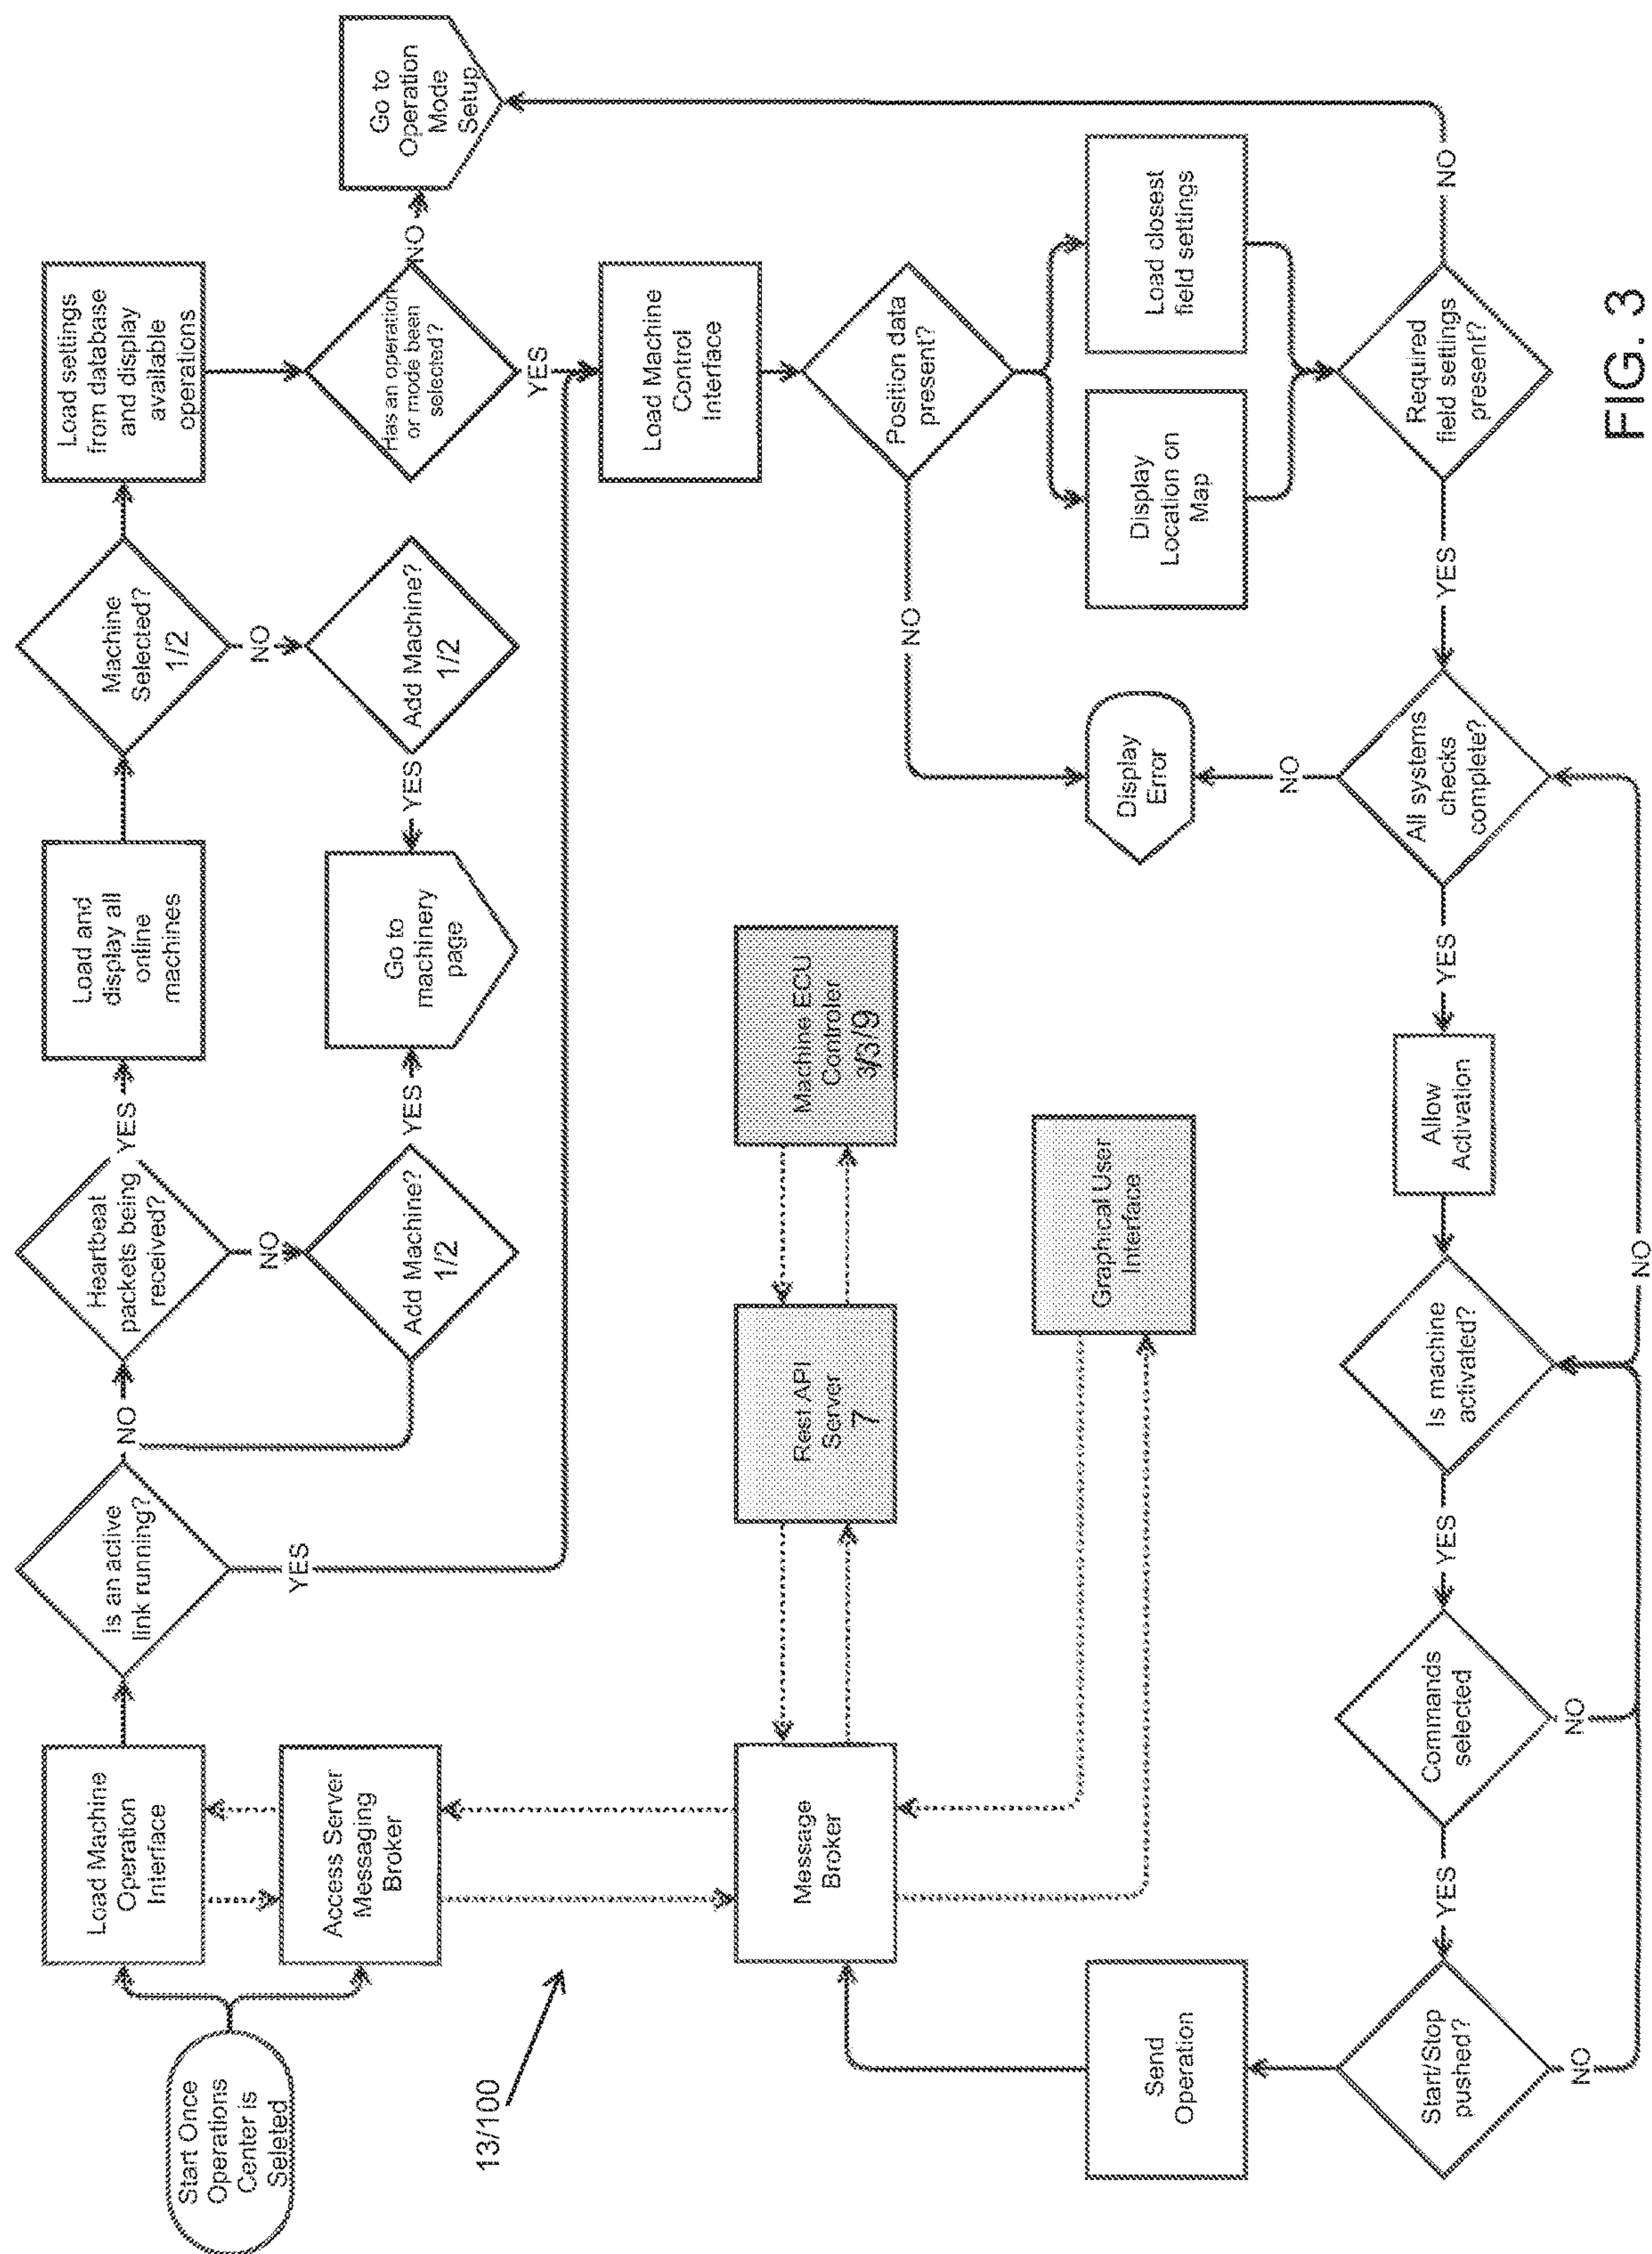 Start Once
Operations
Center is
Seleted
Load Machine
Operation
Interface
Access Server
Messaging
Broker
Is an active
link running?
NO
YES
Heartbeat
packets being
received?
YES
NO
Add Machine?
1/2
YES
Load and
display all
online
machines
Go to
machinery
page
Machine
Selected?
1/2
NO
Add Machine?
1/2
YES
Load settings
from database
and display
available
operations
Has an operation
or mode been
selected?
NO
YES
Go to
Operation
Mode
Setup
13/100
Message
Broker
Rest API
Server
7
Machine ECU
Controler
3/6/9
Graphical User
Interface
Load Machine
Control
Interface
Position data
present?
NO
Display
Location on
Map
Load closest
field settings
Display
Error
Required
field settings
present?
NO
YES
All systems
checks
complete?
NO
YES
Allow
Activation
Is machine
activated?
NO
YES
Commands
selected
NO
YES
Start/Stop
pushed?
NO
Send
Operation
FIG. 3